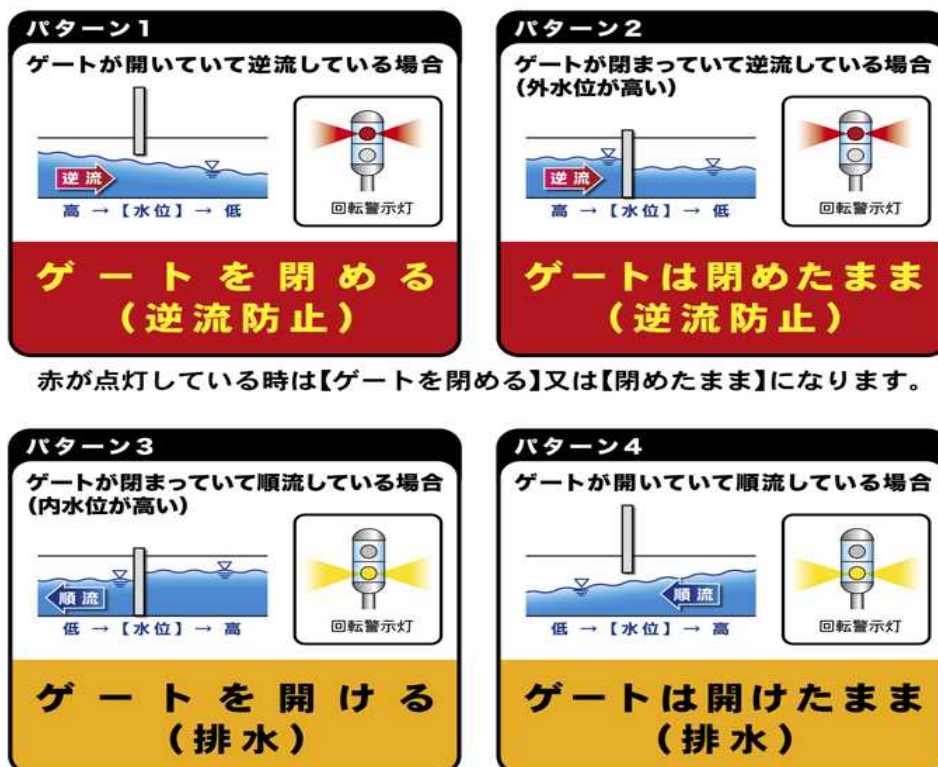 パターン1
ゲートが開いていて逆流している場合
逆流
高 → 【水位】 → 低
回転警示灯
ゲートを閉める
(逆流防止)
パターン2
ゲートが閉まっていて逆流している場合
(外水位が高い)
逆流
高 → 【水位】 → 低
回転警示灯
ゲートは閉めたまま
(逆流防止)
赤が点灯している時は【ゲートを閉める】又は【閉めたまま】になります。
パターン3
ゲートが閉まっていて順流している場合
(内水位が高い)
順流
低 → 【水位】 → 高
回転警示灯
ゲートを開ける
(排水)
パターン4
ゲートが開いていて順流している場合
順流
低 → 【水位】 → 高
回転警示灯
ゲートは開けたまま
(排水)